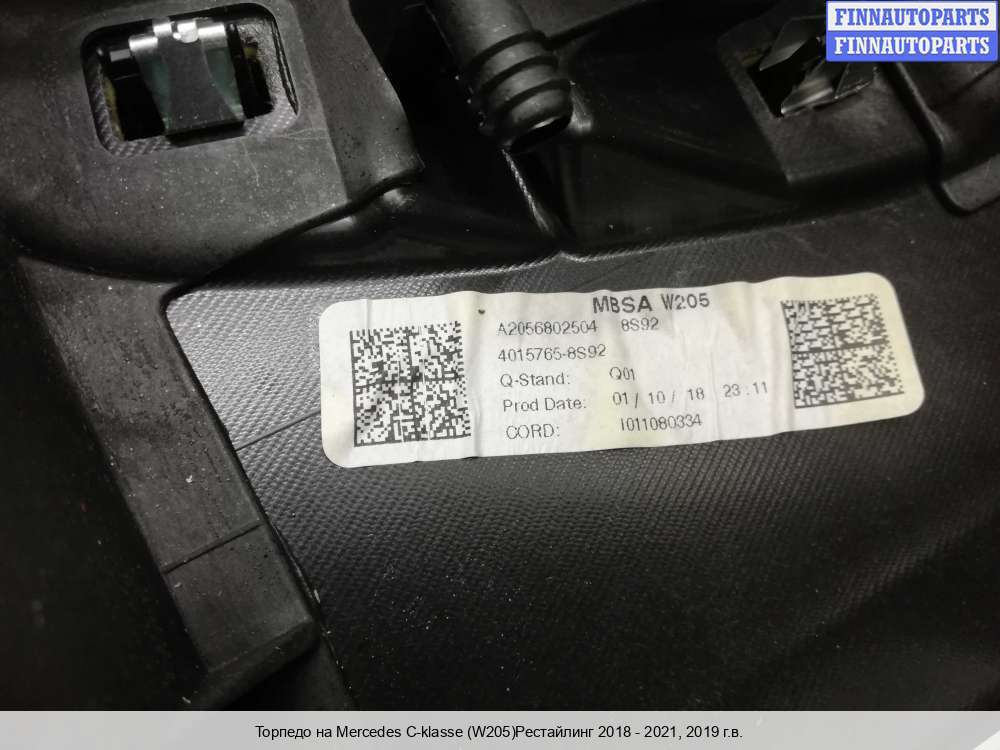 FINNAUTOPARTS
FINNAUTOPARTS
MBSA W205
A2056802504 8S92
4015765-8S92
Q-Stand: Q01
Prod Date: 01 / 10 / 18 23:11
CORD: I011080334
Торпедо на Mercedes C-klasse (W205)Рестайлинг 2018 - 2021, 2019 г.в.